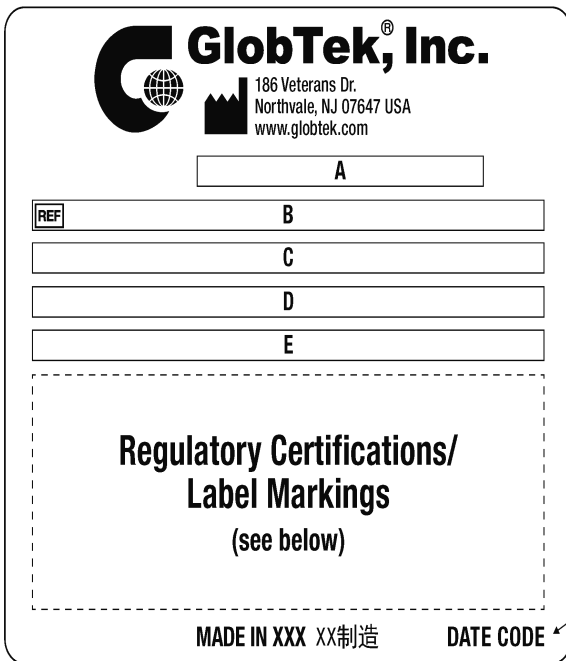 GlobTek, Inc.®
186 Veterans Dr.
Northvale, NJ 07647 USA
www.globtek.com
A
REF B
C
D
E
Regulatory Certifications/
Label Markings
(see below)
MADE IN XXX XX制造 DATE CODE